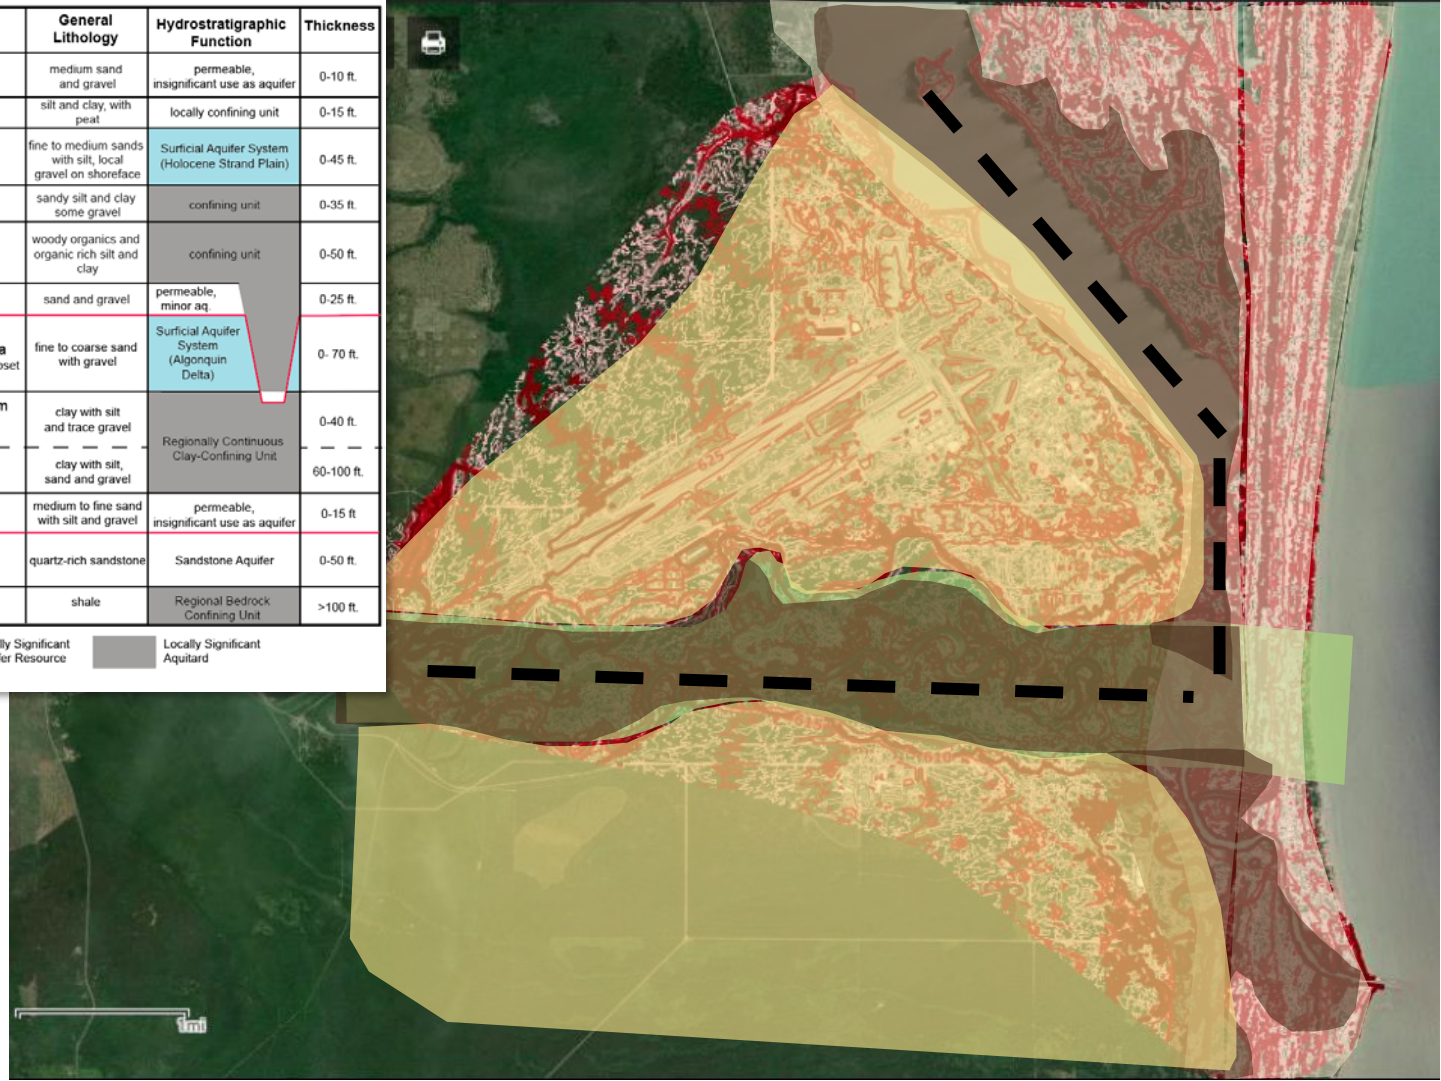 General
Lithology
Hydrostratigraphic
Function
Thickness
medium sand
and gravel
permeable,
insignificant use as aquifer
0-10 ft.
silt and clay, with
peat
locally confining unit
0-15 ft.
fine to medium sands
with silt, local
gravel on shoreface
Surficial Aquifer System
(Holocene Strand Plain)
0-45 ft.
sandy silt and clay
some gravel
confining unit
0-35 ft.
woody organics and
organic rich silt and
clay
confining unit
0-50 ft.
sand and gravel
permeable,
minor aq.
0-25 ft.
a
oset
fine to coarse sand
with gravel
Surficial Aquifer
System
(Algonquin
Delta)
0- 70 ft.
m
clay with silt
and trace gravel
0-40 ft.
Regionally Continuous
Clay-Confining Unit
clay with silt,
sand and gravel
60-100 ft.
medium to fine sand
with silt and gravel
permeable,
insignificant use as aquifer
0-15 ft
quartz-rich sandstone
Sandstone Aquifer
0-50 ft.
shale
Regional Bedrock
Confining Unit
>100 ft.
lly Significant
fer Resource
Locally Significant
Aquitard
635
1mi